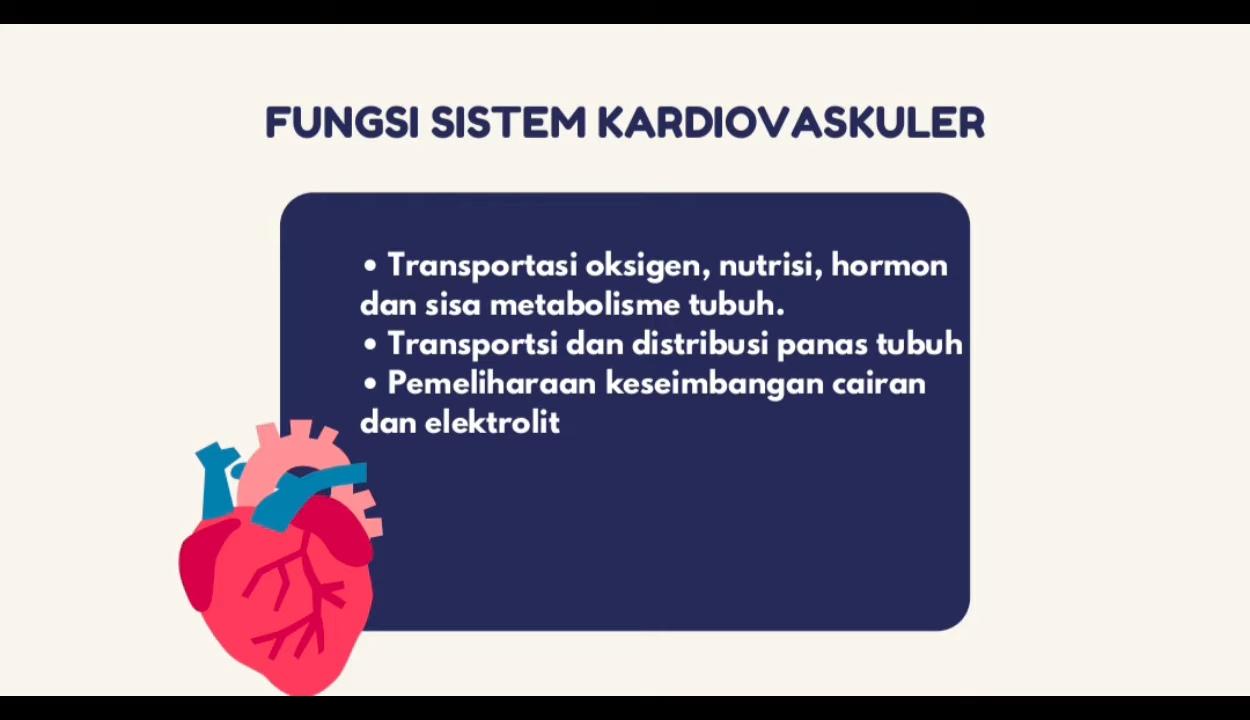 FUNGSI SISTEM KARDIOVASKULER
• Transportasi oksigen, nutrisi, hormon
dan sisa metabolisme tubuh.
• Transportsi dan distribusi panas tubuh
• Pemeliharaan keseimbangan cairan
dan elektrolit